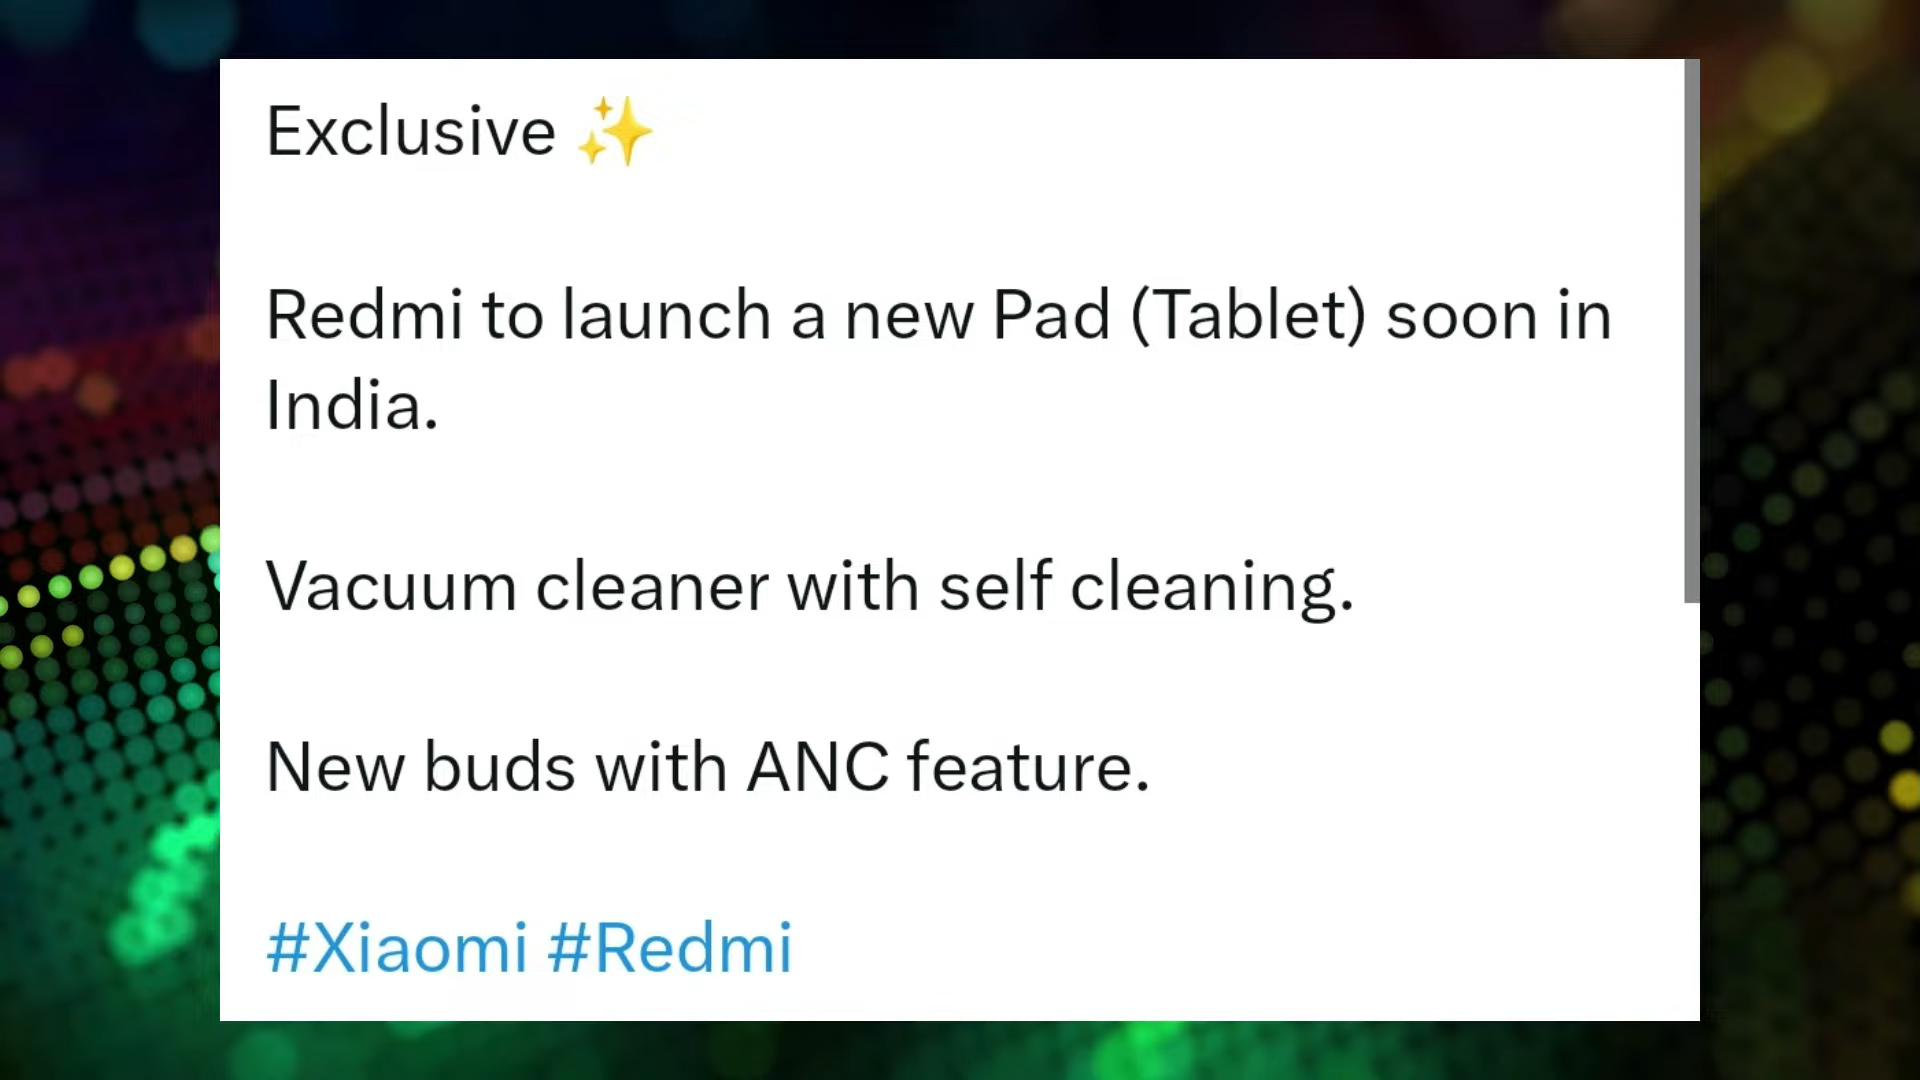 Exclusive ✨
Redmi to launch a new Pad (Tablet) soon in
India.
Vacuum cleaner with self cleaning.
New buds with ANC feature.
#Xiaomi #Redmi